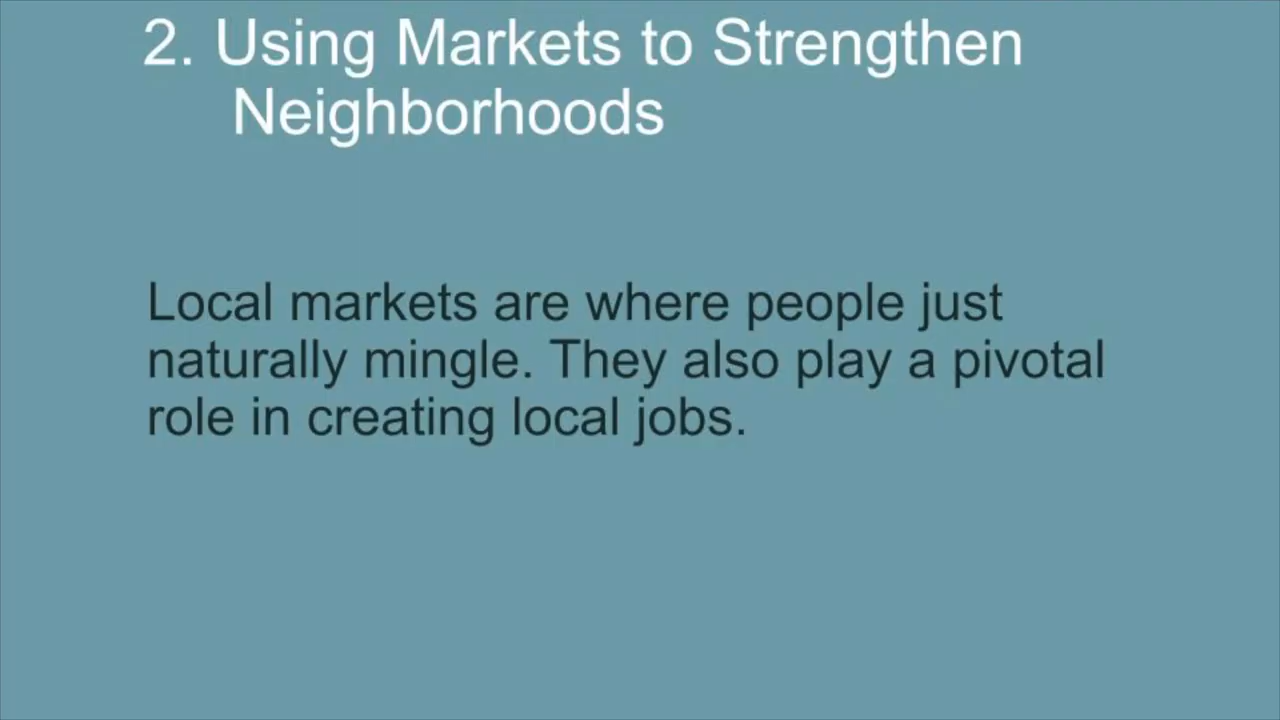 2. Using Markets to Strengthen
Neighborhoods
Local markets are where people just
naturally mingle. They also play a pivotal
role in creating local jobs.